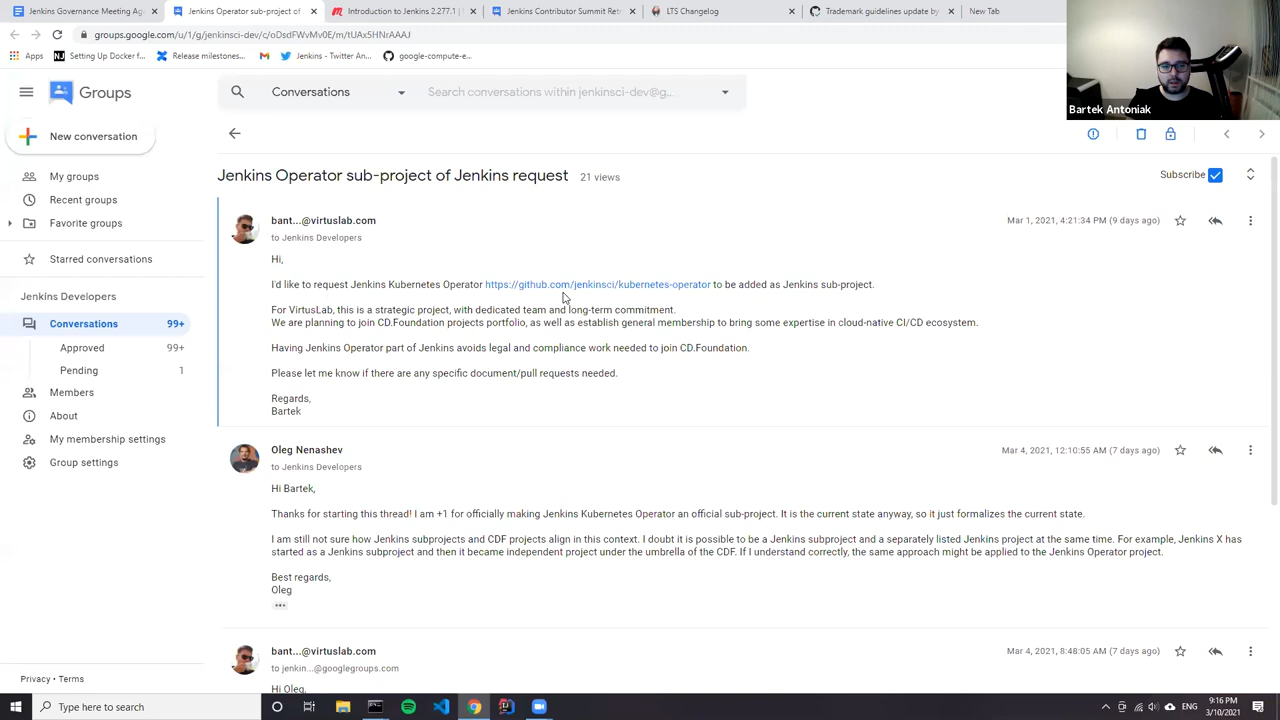 Jenkins Governance Meeting Ag
Jenkins Operator sub-project of
Introduction to Jenkins 2.277.1 |
Jenkins Contributor Summit Retr
LTS Changelog
Trademark guidelines update by
New Tab
groups.google.com/u/1/g/jenkinsci-dev/c/oDsdFWvMv0E/m/tUAx5HNrAAAJ
Apps
Setting Up Docker f...
Release milestones...
Jenkins - Twitter An...
google-compute-e...
Bartek Antoniak
Groups
Conversations
Search conversations within jenkinsci-dev@g...
New conversation
My groups
Recent groups
Favorite groups
Starred conversations
Jenkins Developers
Conversations 99+
Approved 99+
Pending 1
Members
About
My membership settings
Group settings
Privacy • Terms
Jenkins Operator sub-project of Jenkins request 21 views
Subscribe
bant...@virtuslab.com
Mar 1, 2021, 4:21:34 PM (9 days ago)
to Jenkins Developers
Hi,
I'd like to request Jenkins Kubernetes Operator https://github.com/jenkinsci/kubernetes-operator to be added as Jenkins sub-project.
For VirtusLab, this is a strategic project, with dedicated team and long-term commitment.
We are planning to join CD.Foundation projects portfolio, as well as establish general membership to bring some expertise in cloud-native CI/CD ecosystem.
Having Jenkins Operator part of Jenkins avoids legal and compliance work needed to join CD.Foundation.
Please let me know if there are any specific document/pull requests needed.
Regards,
Bartek
Oleg Nenashev
Mar 4, 2021, 12:10:55 AM (7 days ago)
to Jenkins Developers
Hi Bartek,
Thanks for starting this thread! I am +1 for officially making Jenkins Kubernetes Operator an official sub-project. It is the current state anyway, so it just formalizes the current state.
I am still not sure how Jenkins subprojects and CDF projects align in this context. I doubt it is possible to be a Jenkins subproject and a separately listed Jenkins project at the same time. For example, Jenkins X has
started as a Jenkins subproject and then it became independent project under the umbrella of the CDF. If I understand correctly, the same approach might be applied to the Jenkins Operator project.
Best regards,
Oleg
bant...@virtuslab.com
Mar 4, 2021, 8:48:05 AM (7 days ago)
to jenkin...@googlegroups.com
Hi Oleg,
Type here to search
ENG
9:16 PM
3/10/2021